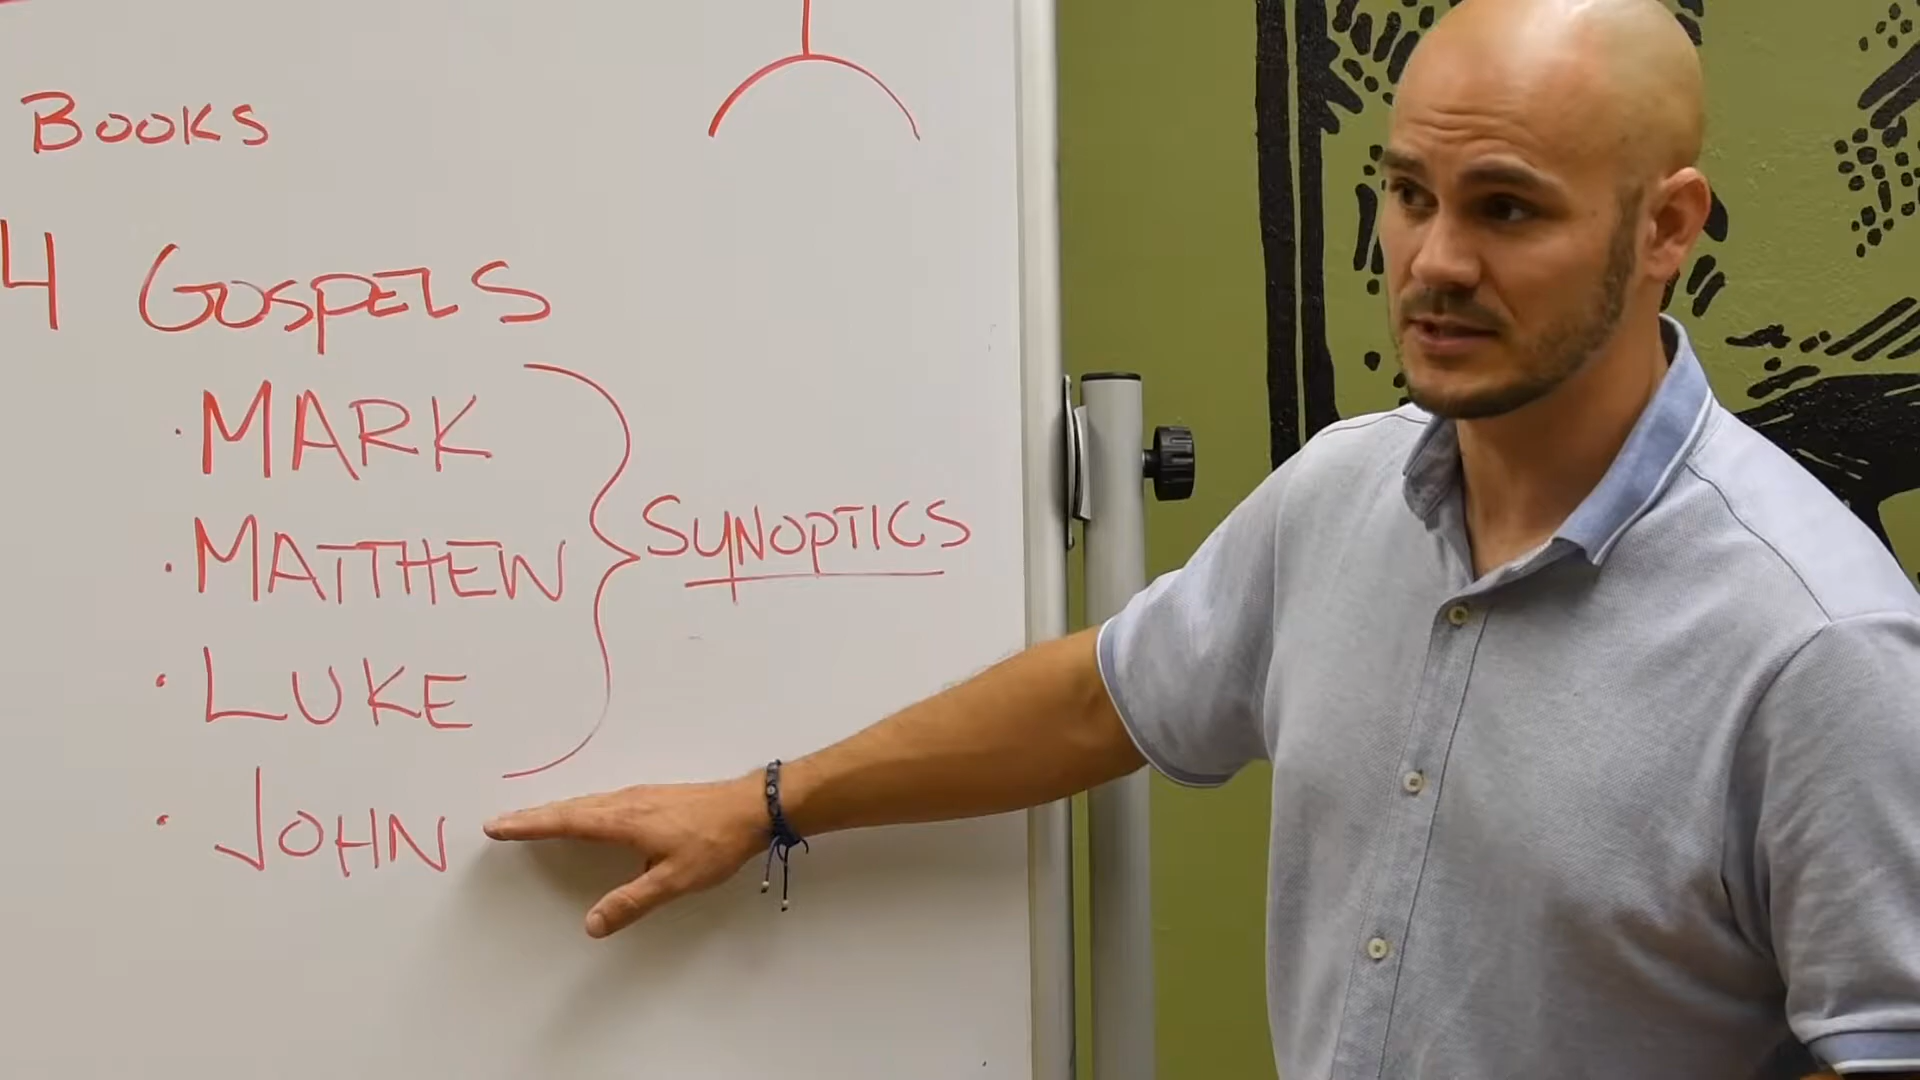 BOOKS
4 GOSPELS
· MARK
· MATTHEW
SYNOPTICS
· LUKE
· JOHN